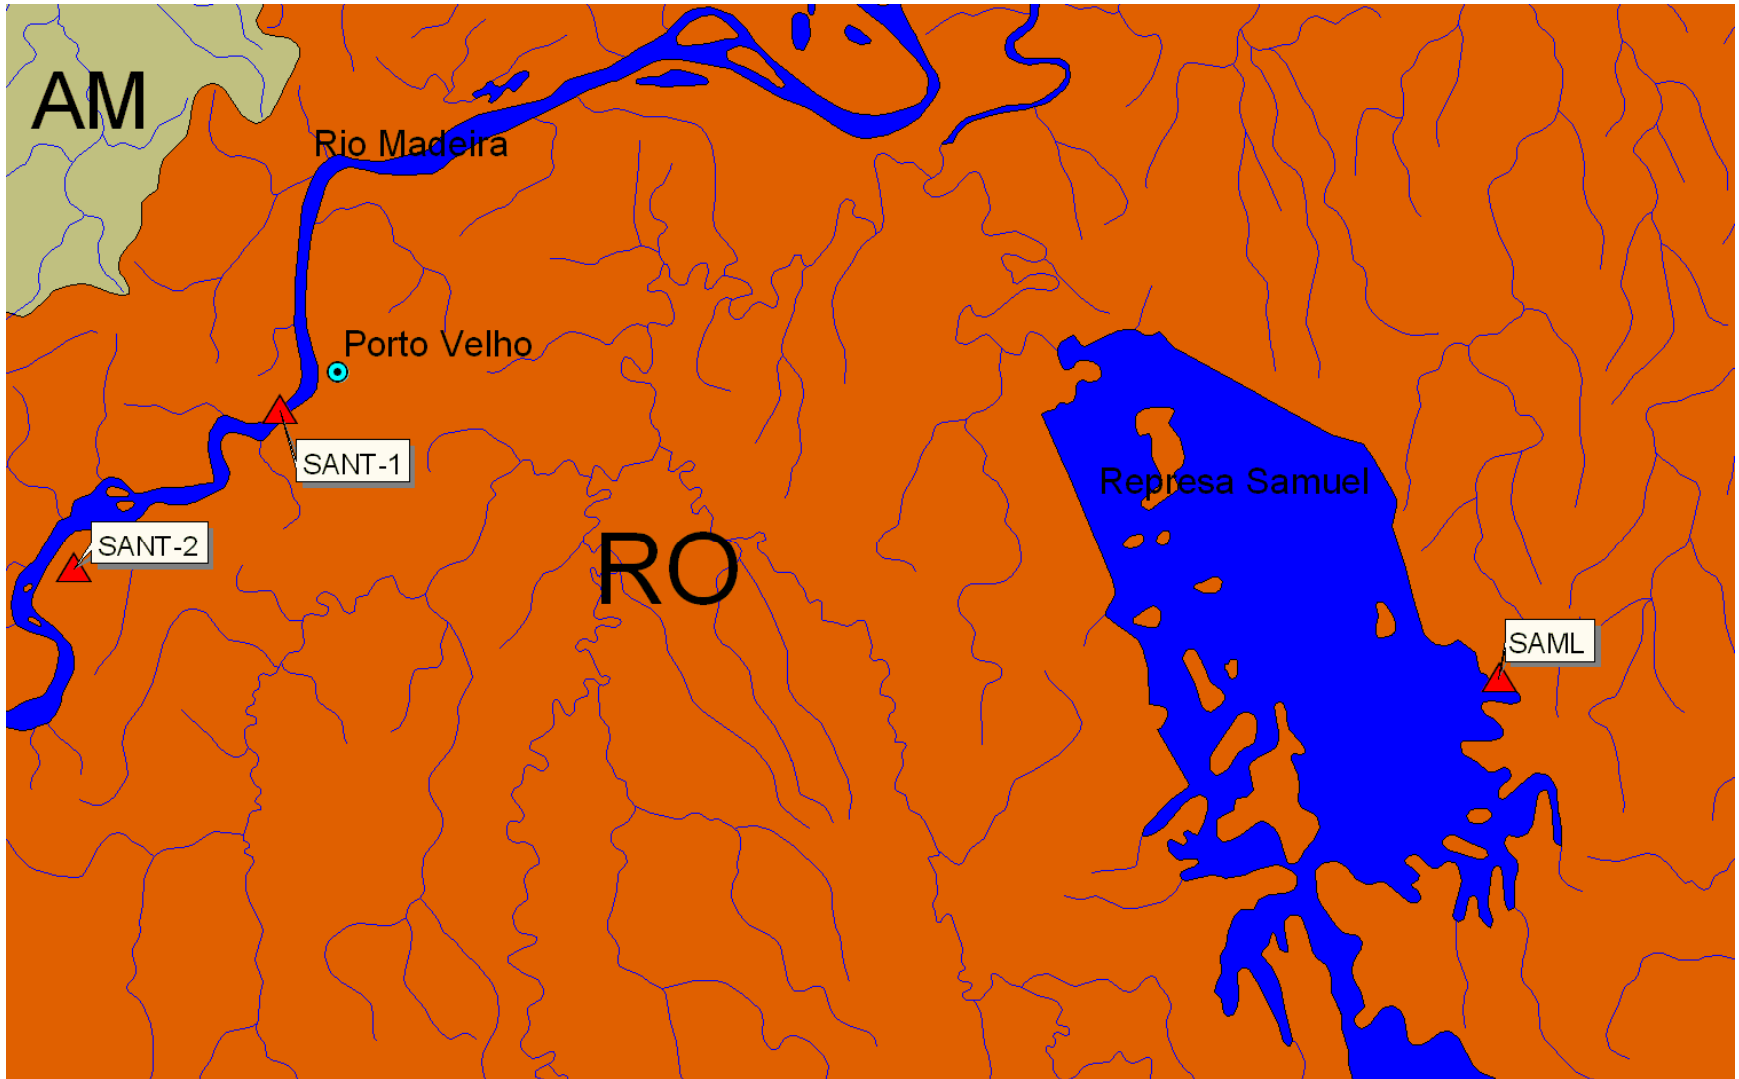 AM
Rio Madeira
Porto Velho
SANT-1
Represa Samuel
SANT-2
RO
SAML